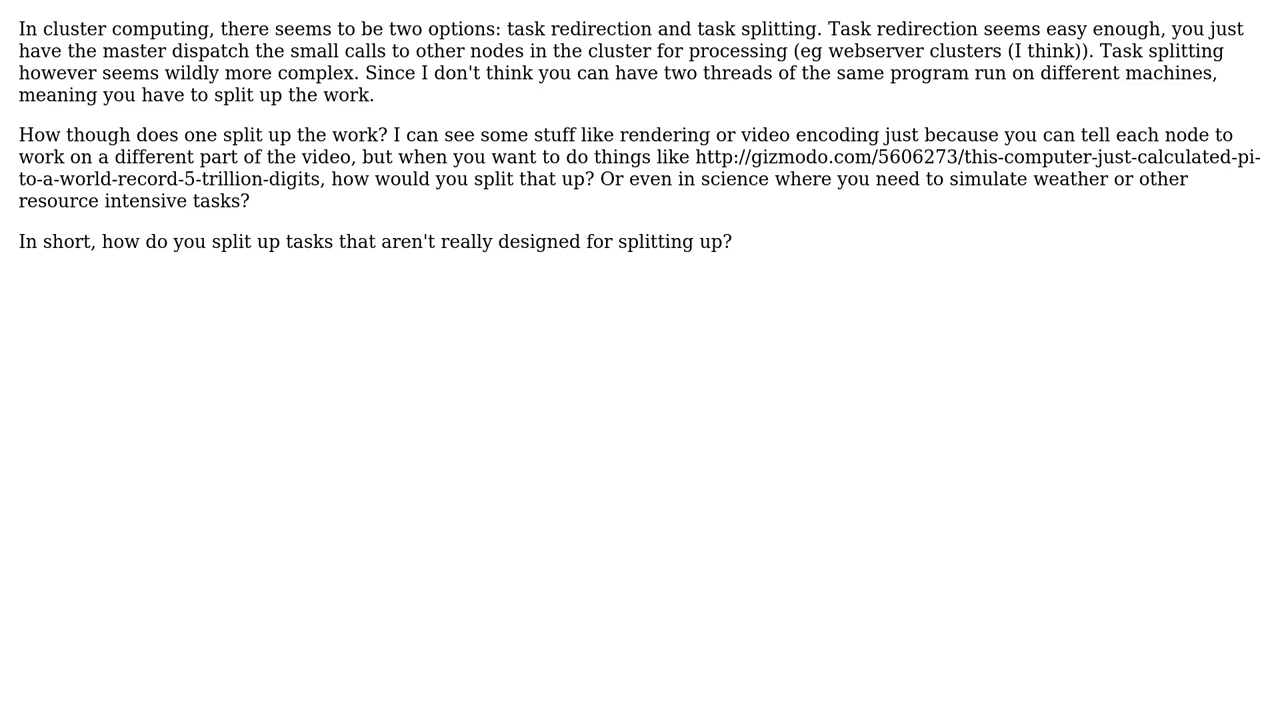 In cluster computing, there seems to be two options: task redirection and task splitting. Task redirection seems easy enough, you just
have the master dispatch the small calls to other nodes in the cluster for processing (eg webserver clusters (I think)). Task splitting
however seems wildly more complex. Since I don't think you can have two threads of the same program run on different machines,
meaning you have to split up the work.
How though does one split up the work? I can see some stuff like rendering or video encoding just because you can tell each node to
work on a different part of the video, but when you want to do things like http://gizmodo.com/5606273/this-computer-just-calculated-pi-
to-a-world-record-5-trillion-digits, how would you split that up? Or even in science where you need to simulate weather or other
resource intensive tasks?
In short, how do you split up tasks that aren't really designed for splitting up?